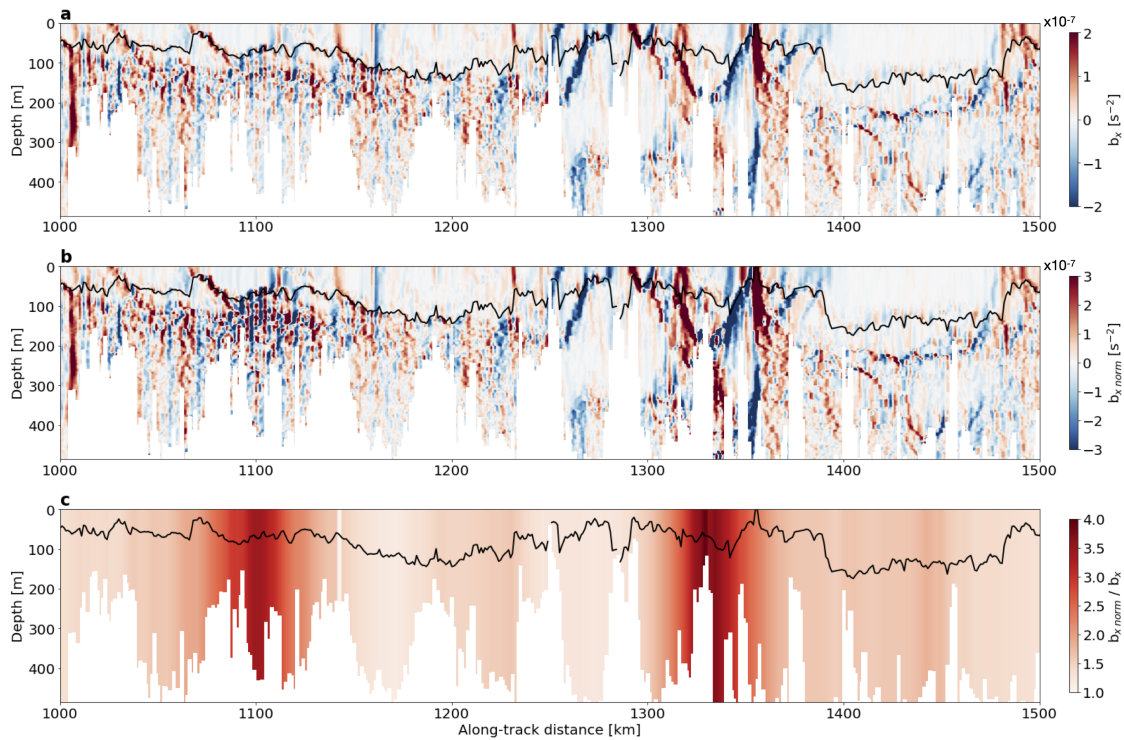 a
x10⁻⁷
0
100
200
300
400
Depth [m]
1000 1100 1200 1300 1400 1500
2
1
0
−1
−2
bₓ [s⁻²]
b
x10⁻⁷
0
100
200
300
400
Depth [m]
1000 1100 1200 1300 1400 1500
3
2
1
0
−1
−2
−3
bₓ norm [s⁻²]
c
0
100
200
300
400
Depth [m]
1000 1100 1200 1300 1400 1500
Along-track distance [km]
4.0
3.5
3.0
2.5
2.0
1.5
1.0
bₓ norm / bₓ